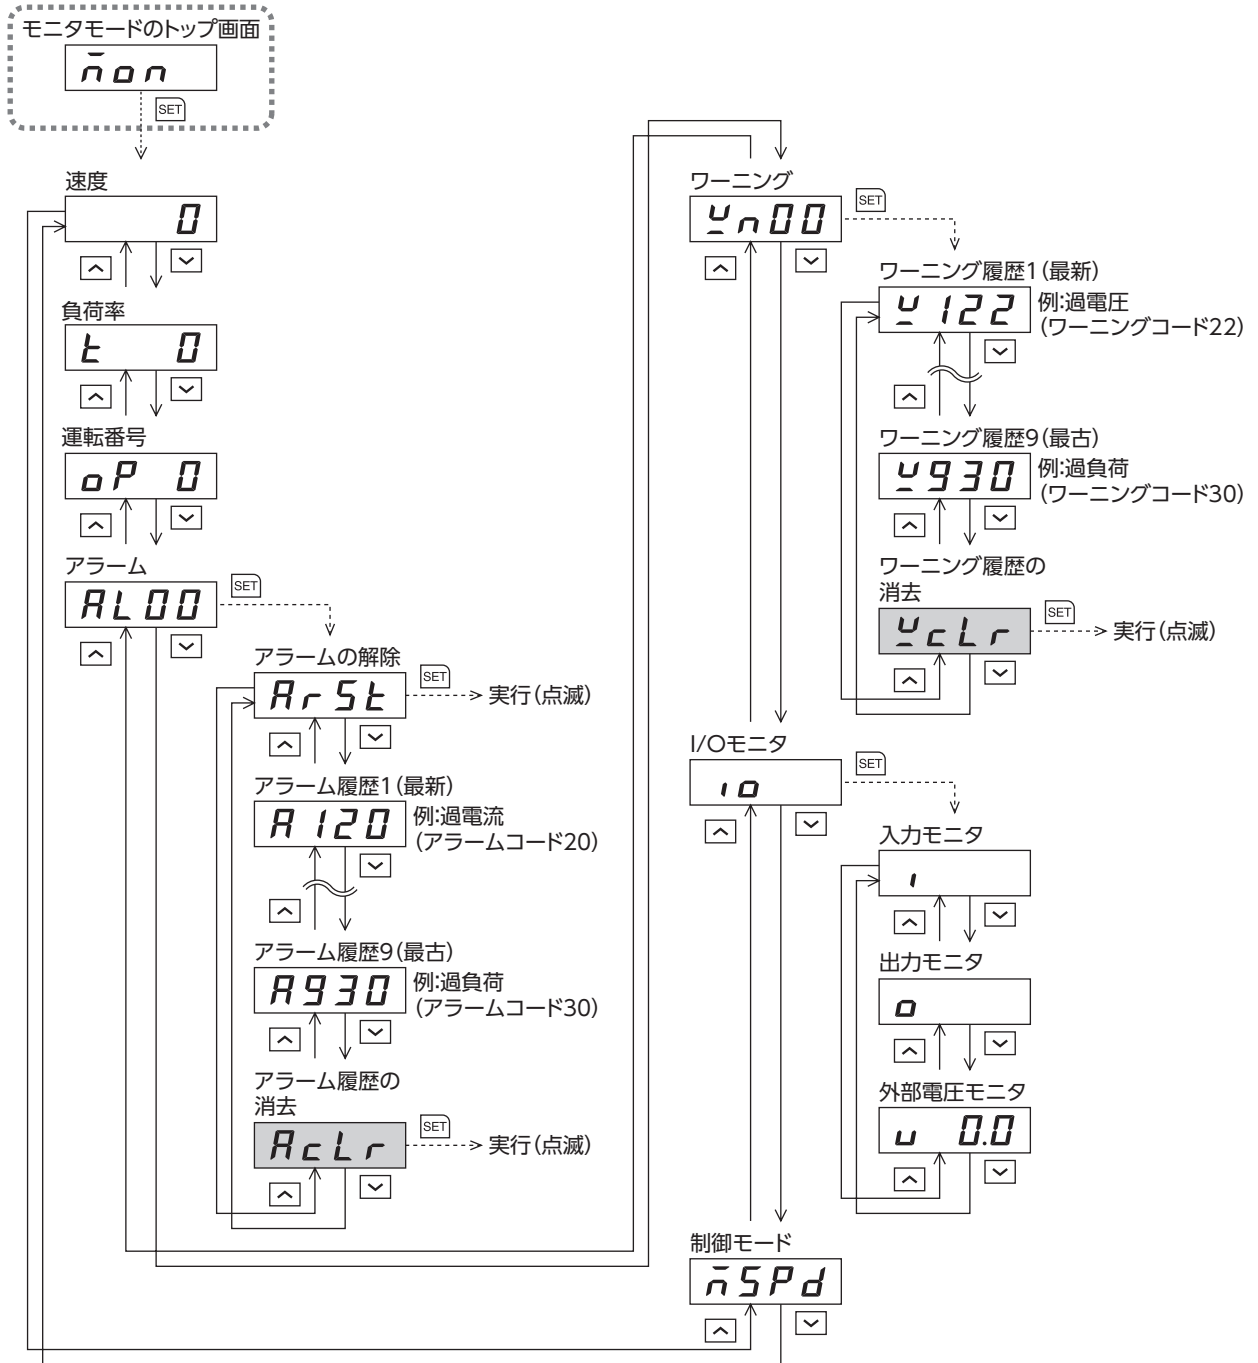 モニタモードのトップ画面
mon
SET
速度
0
負荷率
t 0
運転番号
oP 0
アラーム
AL00
SET
アラームの解除
ArSt
SET
実行(点滅)
アラーム履歴1(最新)
A120
例:過電流
(アラームコード20)
アラーム履歴9(最古)
A930
例:過負荷
(アラームコード30)
アラーム履歴の
消去
AcLr
SET
実行(点滅)
ワーニング
Wn00
SET
ワーニング履歴1(最新)
W122
例:過電圧
(ワーニングコード22)
ワーニング履歴9(最古)
W930
例:過負荷
(ワーニングコード30)
ワーニング履歴の
消去
WcLr
SET
実行(点滅)
I/Oモニタ
io
SET
入力モニタ
i
出力モニタ
o
外部電圧モニタ
u 0.0
制御モード
mSPd